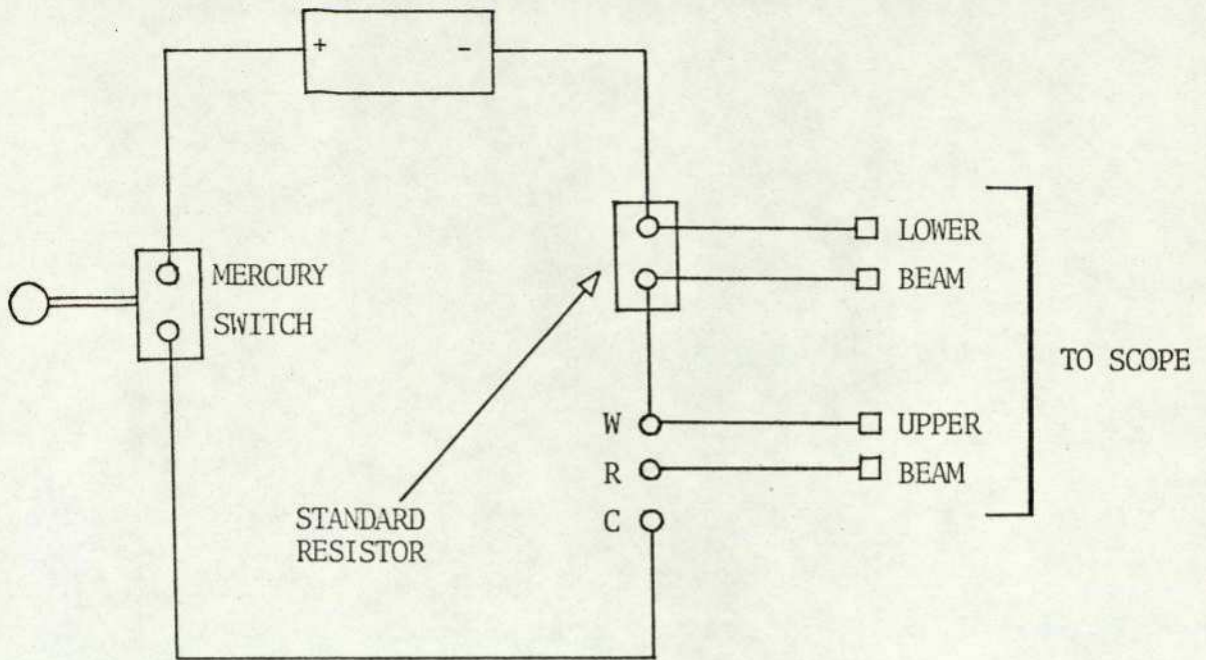 + -
LOWER
BEAM
MERCURY
SWITCH
TO SCOPE
W
UPPER
R
BEAM
C
STANDARD
RESISTOR